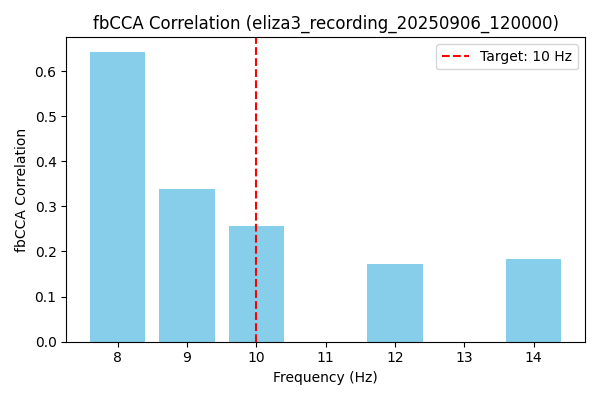 fbCCA Correlation (eliza3_recording_20250906_120000)
Target: 10 Hz
fbCCA Correlation
0.6
0.5
0.4
0.3
0.2
0.1
0.0
8 9 10 11 12 13 14
Frequency (Hz)